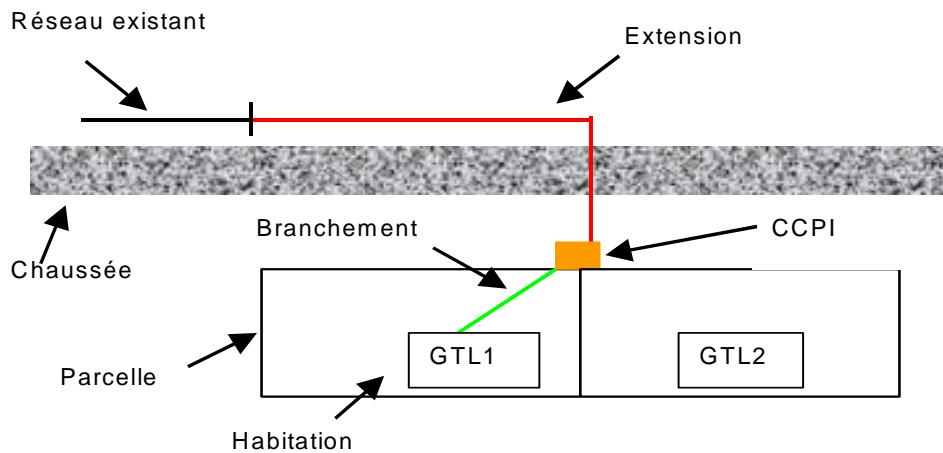 Réseau existant
Extension
Branchement
CCPI
Chaussée
GTL1
GTL2
Parcelle
Habitation